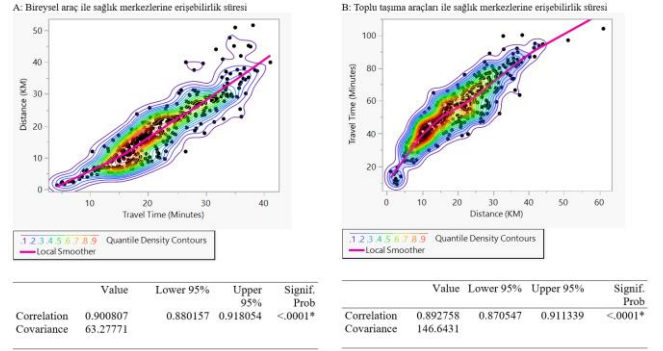 A: Bireysel araç ile sağlık merkezlerine erişebilirlik süresi
50
40
30
20
10
0
Distance (KM)
10 20 30 40
Travel Time (Minutes)
.1 .2 .3 .4 .5 .6 .7 .8 .9 Quantile Density Contours
Local Smoother
Value Lower 95% Upper 95% Signif. Prob
Correlation 0.900807 0.880157 0.918054 <.0001*
Covariance 63.27771
B: Toplu taşıma araçları ile sağlık merkezlerine erişebilirlik süresi
100
80
60
40
20
Travel Time (Minutes)
0 10 20 30 40 50 60
Distance (KM)
.1 .2 .3 .4 .5 .6 .7 .8 .9 Quantile Density Contours
Local Smoother
Value Lower 95% Upper 95% Signif. Prob
Correlation 0.892758 0.870547 0.911339 <.0001*
Covariance 146.6431